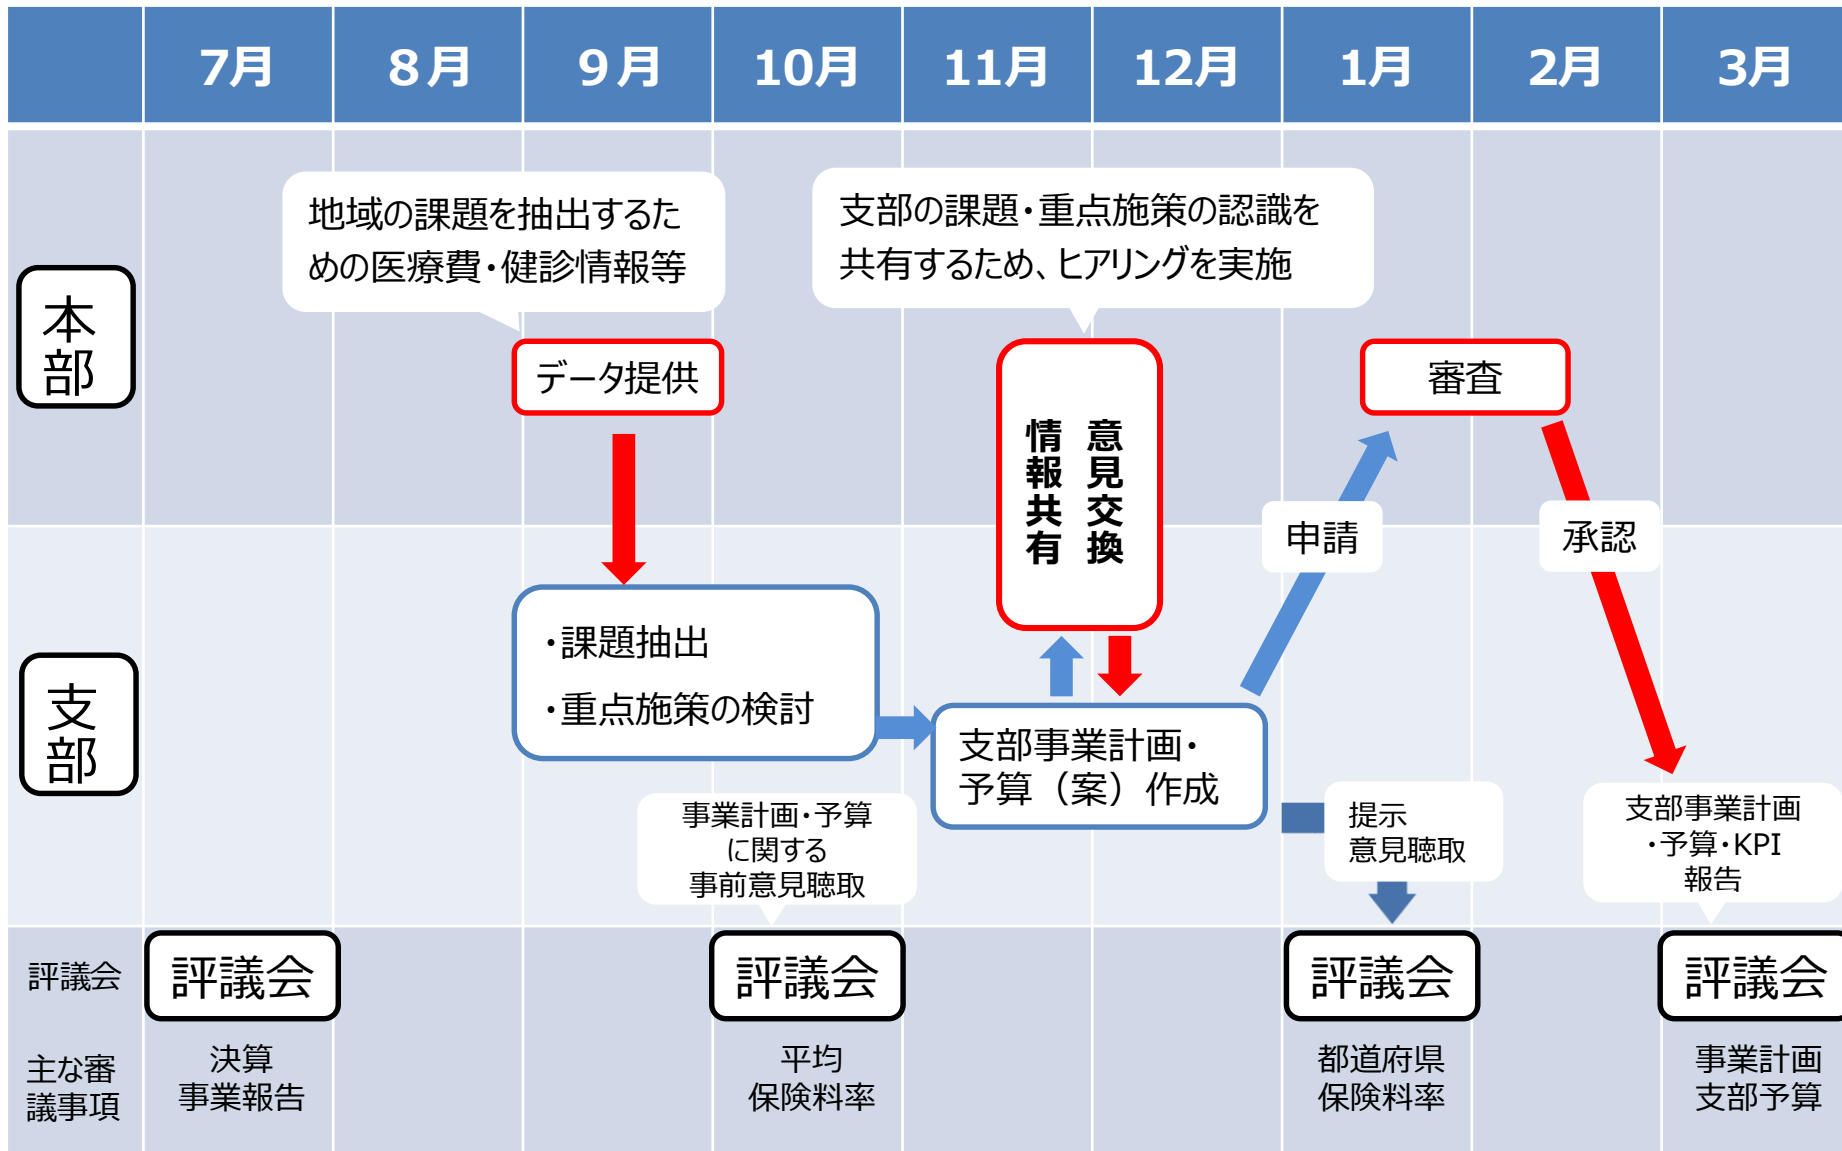 7月
8月
9月
10月
11月
12月
1月
2月
3月
本部
地域の課題を抽出するた
めの医療費・健診情報等
支部の課題・重点施策の認識を
共有するため、ヒアリングを実施
データ提供
意見交換
情報共有
審査
申請
承認
支部
・課題抽出
・重点施策の検討
支部事業計画・
予算（案）作成
事業計画・予算
に関する
事前意見聴取
提示
意見聴取
支部事業計画
・予算・KPI
報告
評議会
評議会
評議会
評議会
評議会
主な審
議事項
決算
事業報告
平均
保険料率
都道府県
保険料率
事業計画
支部予算